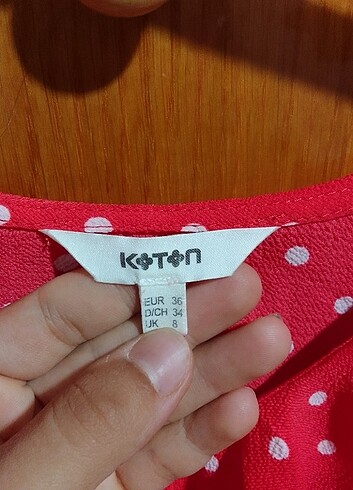 KOTON
EUR 36
D/CH 34
UK 8